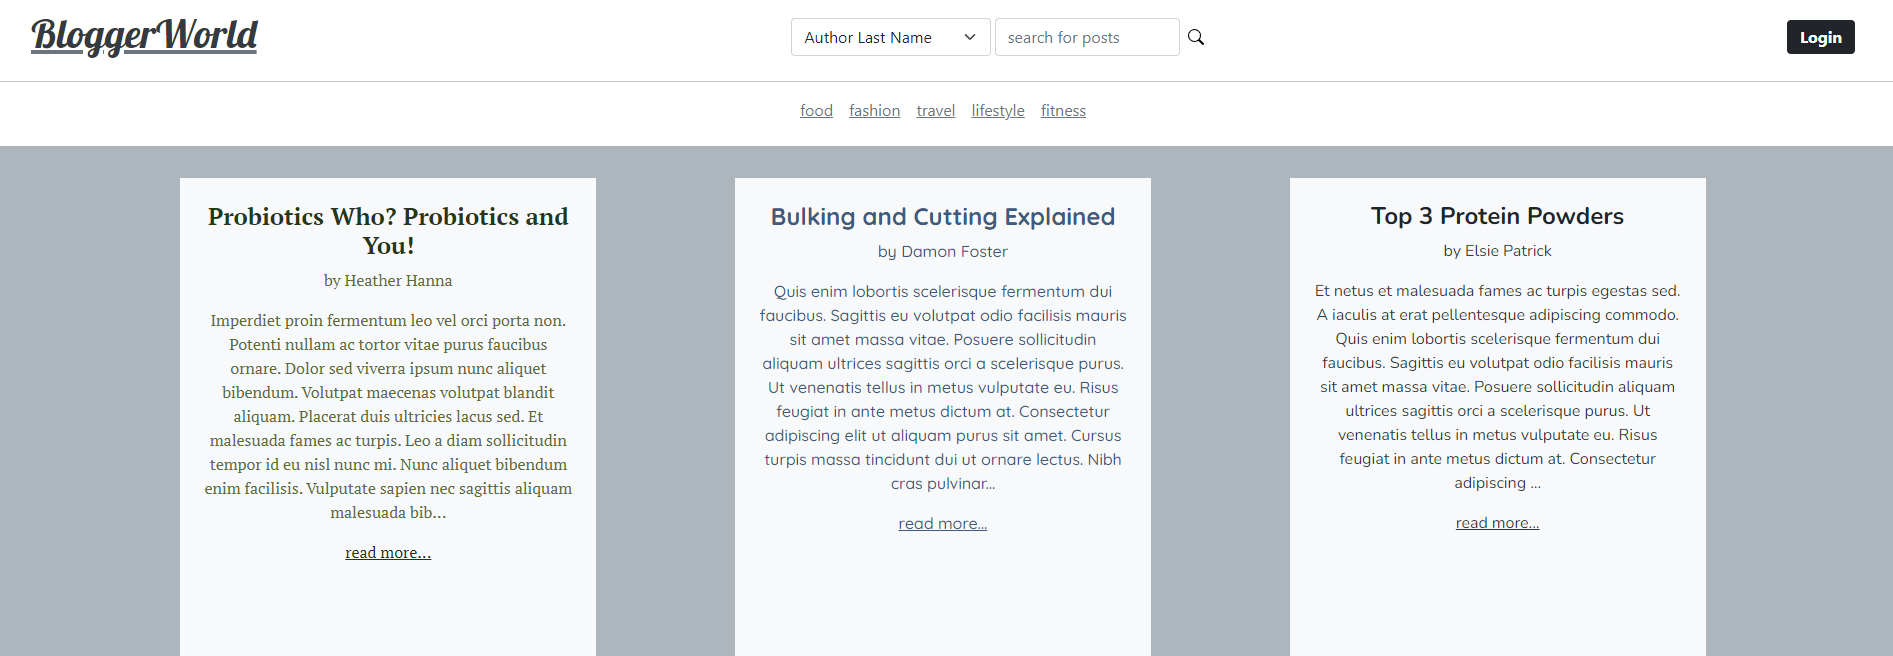 BloggerWorld
Author Last Name
search for posts
Login
food fashion travel lifestyle fitness
Probiotics Who? Probiotics and
You!
by Heather Hanna
Imperdiet proin fermentum leo vel orci porta non.
Potenti nullam ac tortor vitae purus faucibus
ornare. Dolor sed viverra ipsum nunc aliquet
bibendum. Volutpat maecenas volutpat blandit
aliquam. Placerat duis ultricies lacus sed. Et
malesuada fames ac turpis. Leo a diam sollicitudin
tempor id eu nisl nunc mi. Nunc aliquet bibendum
enim facilisis. Vulputate sapien nec sagittis aliquam
malesuada bib...
read more...
Bulking and Cutting Explained
by Damon Foster
Quis enim lobortis scelerisque fermentum dui
faucibus. Sagittis eu volutpat odio facilisis mauris
sit amet massa vitae. Posuere sollicitudin
aliquam ultrices sagittis orci a scelerisque purus.
Ut venenatis tellus in metus vulputate eu. Risus
feugiat in ante metus dictum at. Consectetur
adipiscing elit ut aliquam purus sit amet. Cursus
turpis massa tincidunt dui ut ornare lectus. Nibh
cras pulvinar...
read more...
Top 3 Protein Powders
by Elsie Patrick
Et netus et malesuada fames ac turpis egestas sed.
A iaculis at erat pellentesque adipiscing commodo.
Quis enim lobortis scelerisque fermentum dui
faucibus. Sagittis eu volutpat odio facilisis mauris
sit amet massa vitae. Posuere sollicitudin aliquam
ultrices sagittis orci a scelerisque purus. Ut
venenatis tellus in metus vulputate eu. Risus
feugiat in ante metus dictum at. Consectetur
adipiscing ...
read more...